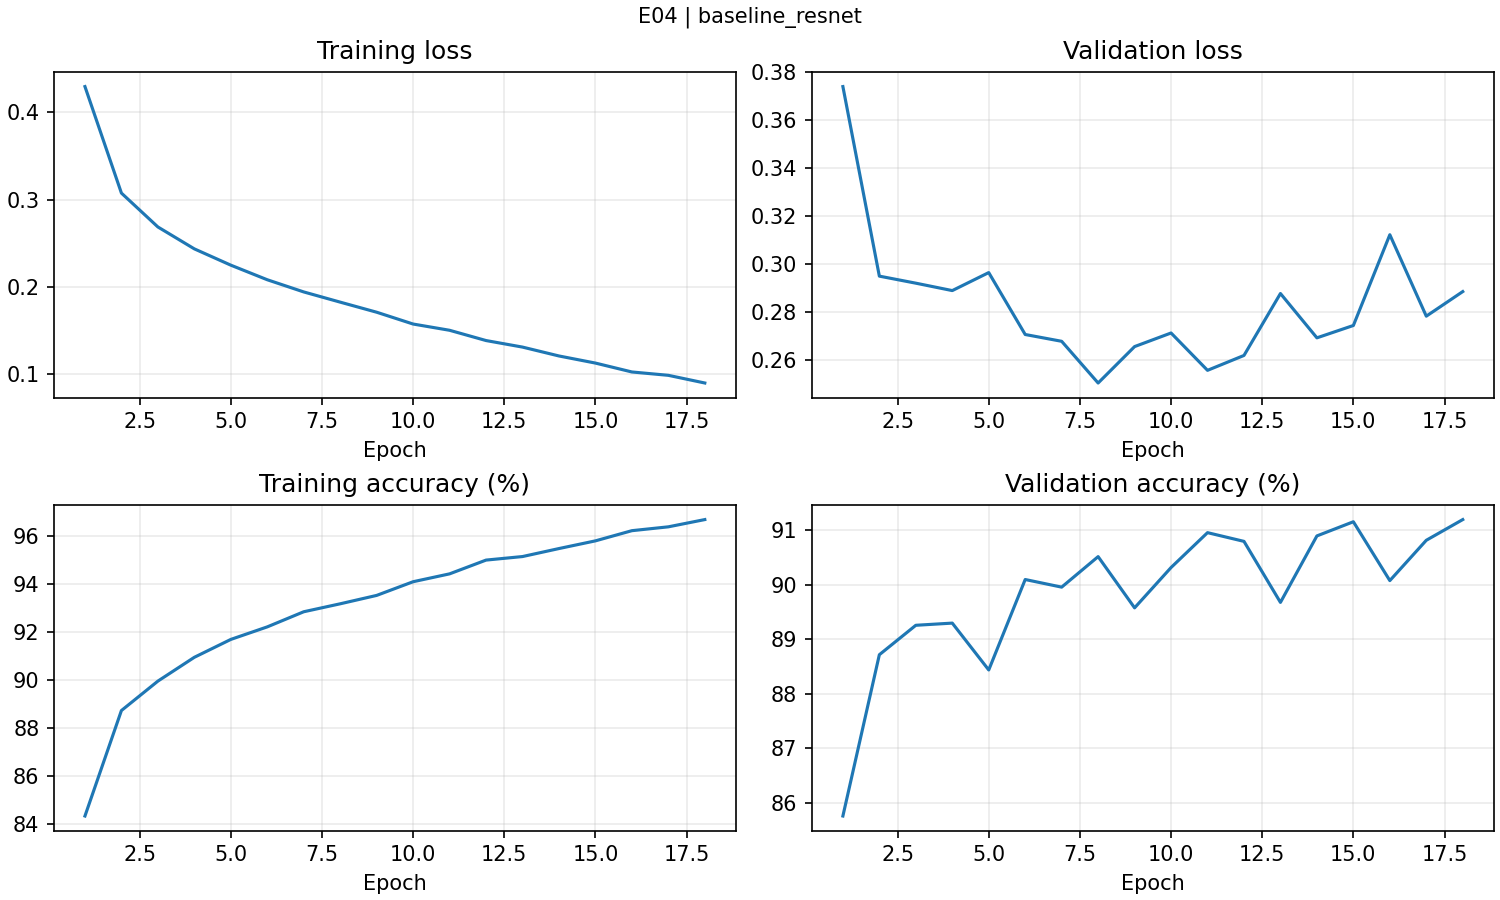 E04 | baseline_resnet
Training loss
0.4
0.3
0.2
0.1
2.5 5.0 7.5 10.0 12.5 15.0 17.5
Epoch
Validation loss
0.38
0.36
0.34
0.32
0.30
0.28
0.26
2.5 5.0 7.5 10.0 12.5 15.0 17.5
Epoch
Training accuracy (%)
96
94
92
90
88
86
84
2.5 5.0 7.5 10.0 12.5 15.0 17.5
Epoch
Validation accuracy (%)
91
90
89
88
87
86
2.5 5.0 7.5 10.0 12.5 15.0 17.5
Epoch